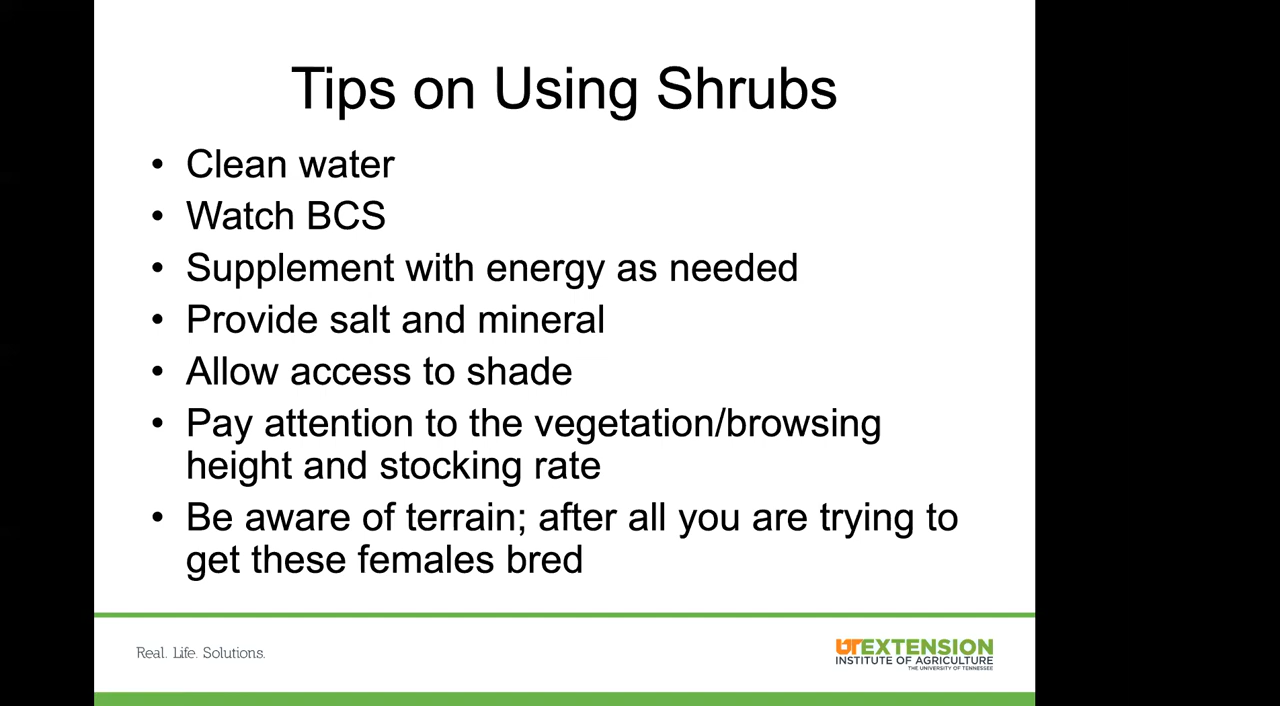 Tips on Using Shrubs
• Clean water
• Watch BCS
• Supplement with energy as needed
• Provide salt and mineral
• Allow access to shade
• Pay attention to the vegetation/browsing
height and stocking rate
• Be aware of terrain; after all you are trying to
get these females bred
Real. Life. Solutions.
UTEXTENSION
INSTITUTE OF AGRICULTURE
THE UNIVERSITY OF TENNESSEE